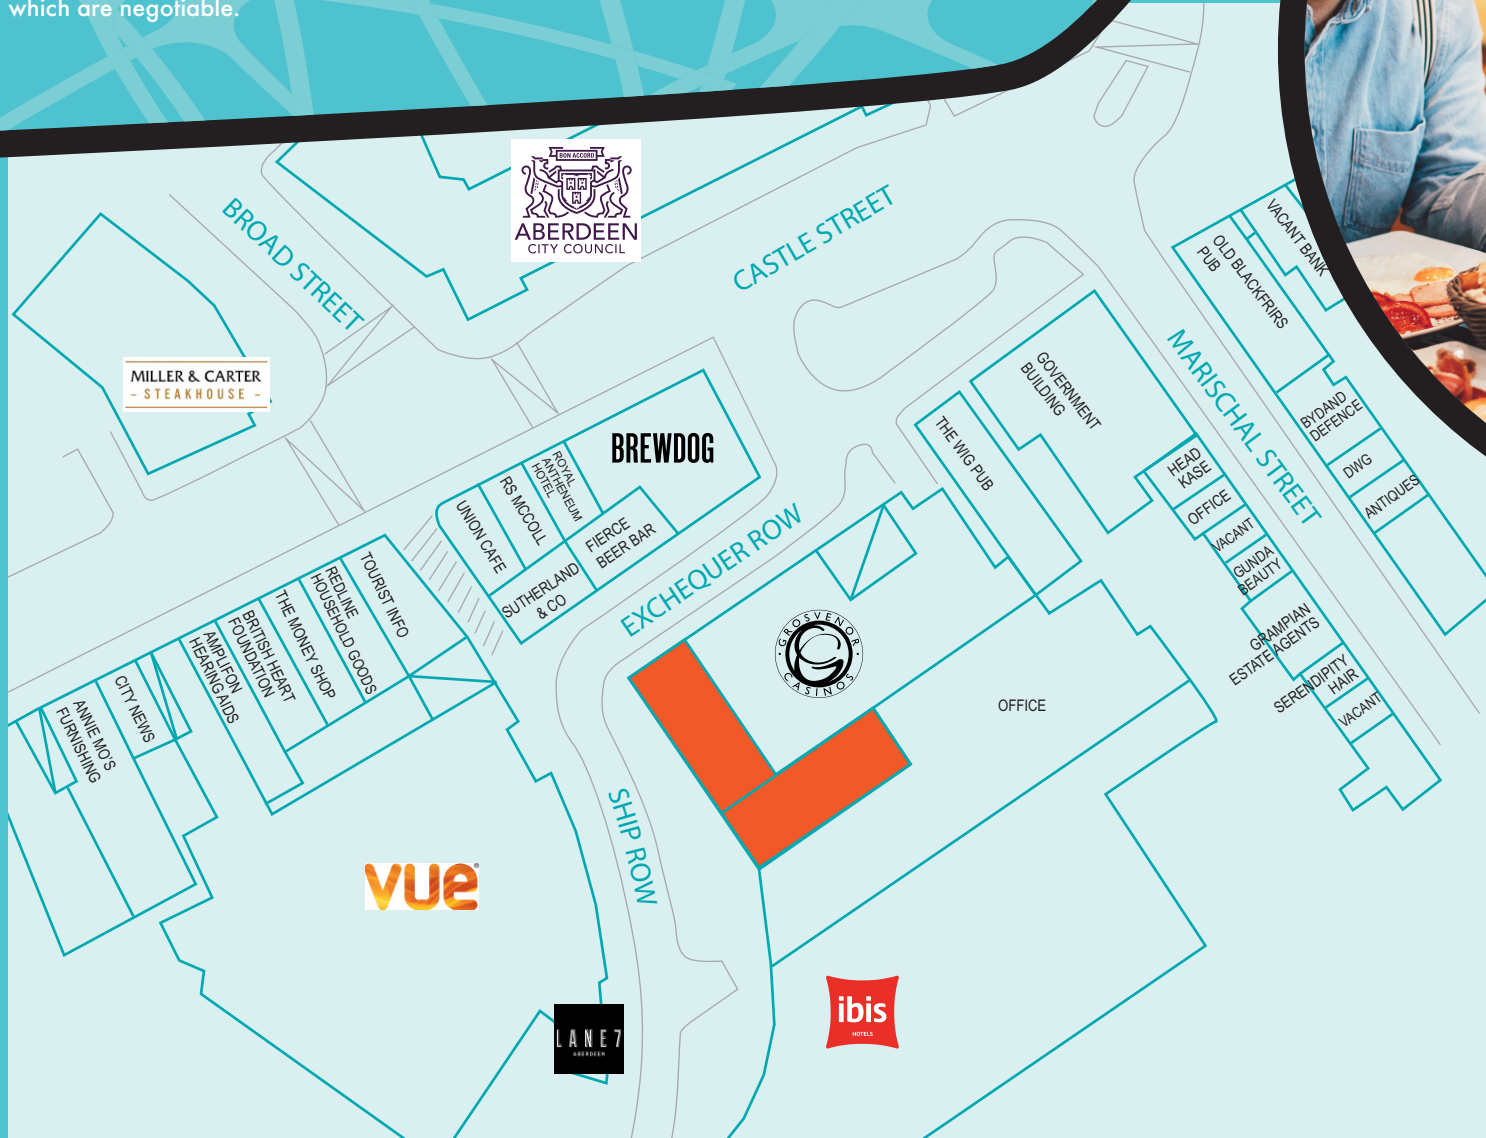 which are negotiable.
BON ACCORD
ABERDEEN
CITY COUNCIL
BROAD STREET
CASTLE STREET
MILLER & CARTER
- STEAKHOUSE -
VACANT BANK
OLD BLACKFRIRS
PUB
MARISCHAL STREET
BYDAND
DEFENCE
DWG
ANTIQUES
GOVERNMENT
BUILDING
THE WIG PUB
HEAD
KASE
OFFICE
VACANT
GUNDA
BEAUTY
GRAMPIAN
ESTATE AGENTS
SERENDIPITY
HAIR
VACANT
BREWDOG
ROYAL
ANTHENEUM
HOTEL
RS MCCOLL
UNION CAFE
FIERCE
BEER BAR
SUTHERLAND
& CO
EXCHEQUER ROW
TOURIST INFO
REDLINE
HOUSEHOLD GOODS
THE MONEY SHOP
BRITISH HEART
FOUNDATION
AMPLIFON
HEARING AIDS
CITY NEWS
ANNIE MO'S
FURNISHING
GROSVENOR
G
CASINOS
OFFICE
SHIP ROW
vue®
LANE7
ABERDEEN
ibis
HOTELS